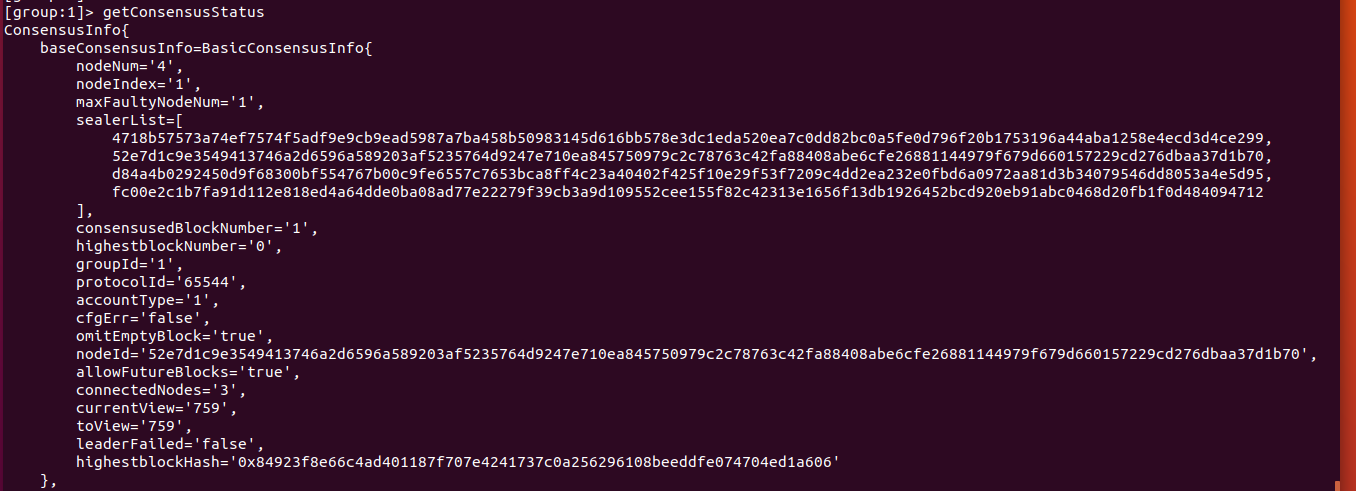 [group:1]> getConsensusStatus
ConsensusInfo{
    baseConsensusInfo=BasicConsensusInfo{
        nodeNum='4',
        nodeIndex='1',
        maxFaultyNodeNum='1',
        sealerList=[
            4718b57573a74ef7574f5adf9e9cb9ead5987a7ba458b50983145d616bb578e3dc1eda520ea7c0dd82bc0a5fe0d796f20b1753196a44aba1258e4ecd3d4ce299,
            52e7d1c9e3549413746a2d6596a589203af5235764d9247e710ea845750979c2c78763c42fa88408abe6cfe26881144979f679d660157229cd276dbaa37d1b70,
            d84a4b0292450d9f68300bf554767b00c9fe6557c7653bca8ff4c23a40402f425f10e29f53f7209c4dd2ea232e0fbd6a0972aa81d3b34079546dd8053a4e5d95,
            fc00e2c1b7fa91d112e818ed4a64dde0ba08ad77e22279f39cb3a9d109552cee155f82c42313e1656f13db1926452bcd920eb91abc0468d20fb1f0d484094712
        ],
        consensusedBlockNumber='1',
        highestblockNumber='0',
        groupId='1',
        protocolId='65544',
        accountType='1',
        cfgErr='false',
        omitEmptyBlock='true',
        nodeId='52e7d1c9e3549413746a2d6596a589203af5235764d9247e710ea845750979c2c78763c42fa88408abe6cfe26881144979f679d660157229cd276dbaa37d1b70',
        allowFutureBlocks='true',
        connectedNodes='3',
        currentView='759',
        toView='759',
        leaderFailed='false',
        highestblockHash='0x84923f8e66c4ad401187f707e4241737c0a256296108beeddfe074704ed1a606'
    },